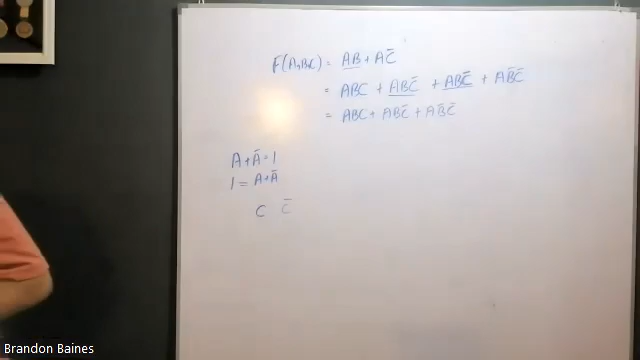 F(A,B,C) = AB + AC̅
= ABC + ABC̅ + ABC̅ + AB̅C̅
= ABC + ABC̅ + AB̅C̅
A + A̅ = 1
1 = A + A̅
C C̅
Brandon Baines